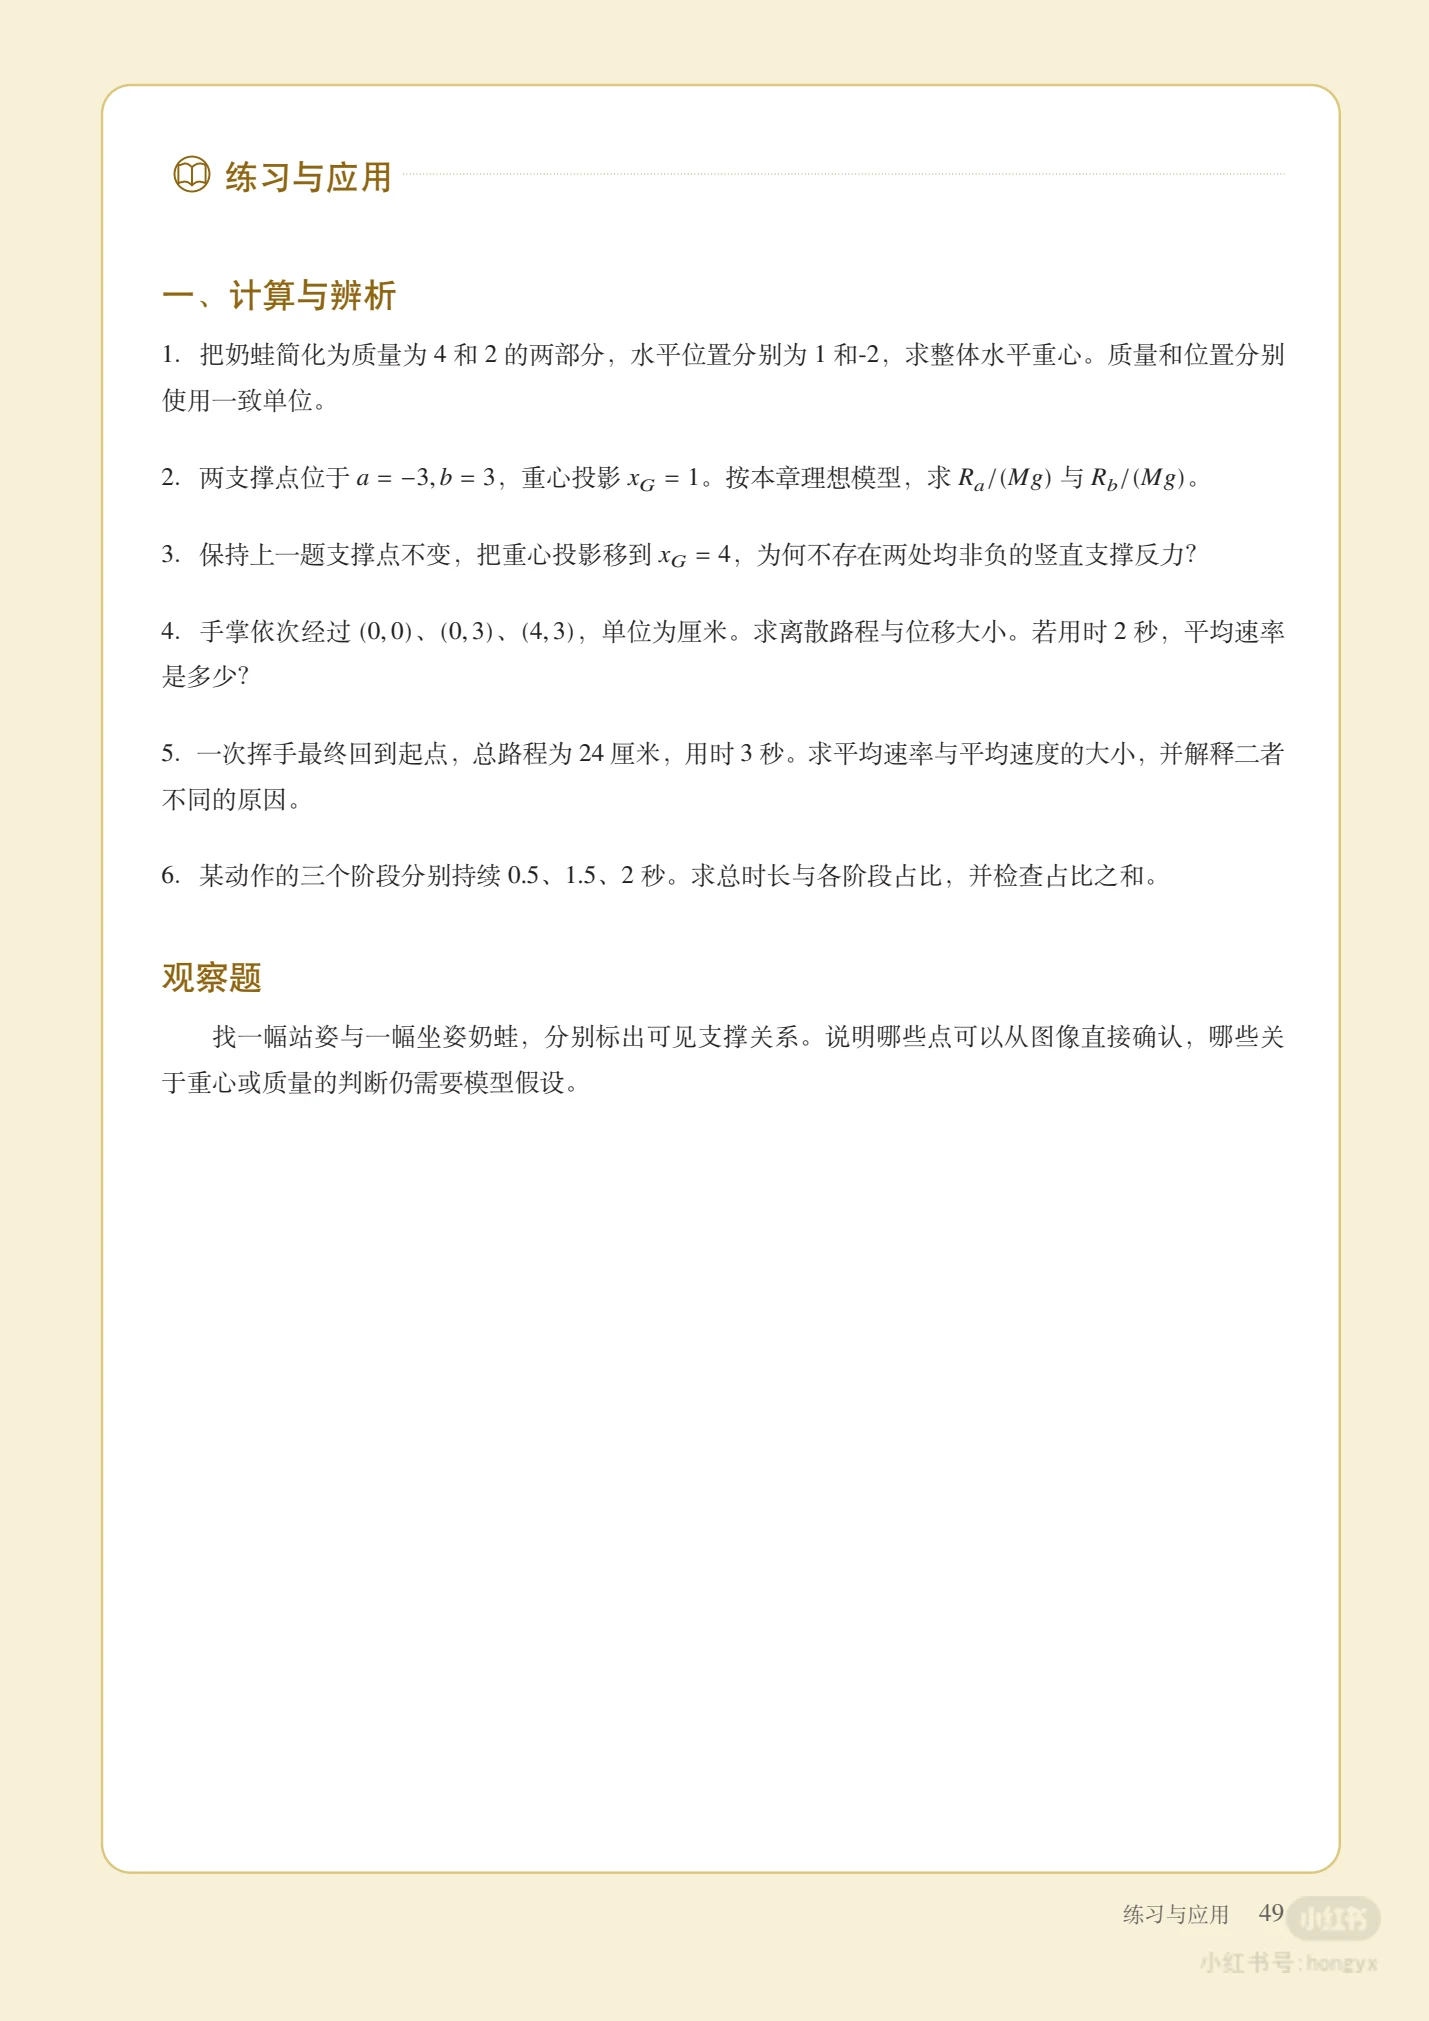 练习与应用
一、计算与辨析
1. 把奶蛙简化为质量为 4 和 2 的两部分，水平位置分别为 1 和-2，求整体水平重心。质量和位置分别
使用一致单位。
2. 两支撑点位于 a = −3, b = 3，重心投影 x_G = 1。按本章理想模型，求 R_a/(Mg) 与 R_b/(Mg)。
3. 保持上一题支撑点不变，把重心投影移到 x_G = 4，为何不存在两处均非负的竖直支撑反力？
4. 手掌依次经过 (0, 0)、(0, 3)、(4, 3)，单位为厘米。求离散路程与位移大小。若用时 2 秒，平均速率
是多少？
5. 一次挥手最终回到起点，总路程为 24 厘米，用时 3 秒。求平均速率与平均速度的大小，并解释二者
不同的原因。
6. 某动作的三个阶段分别持续 0.5、1.5、2 秒。求总时长与各阶段占比，并检查占比之和。
观察题
找一幅站姿与一幅坐姿奶蛙，分别标出可见支撑关系。说明哪些点可以从图像直接确认，哪些关
于重心或质量的判断仍需要模型假设。
练习与应用 49
小红书
小红书号:hongyx